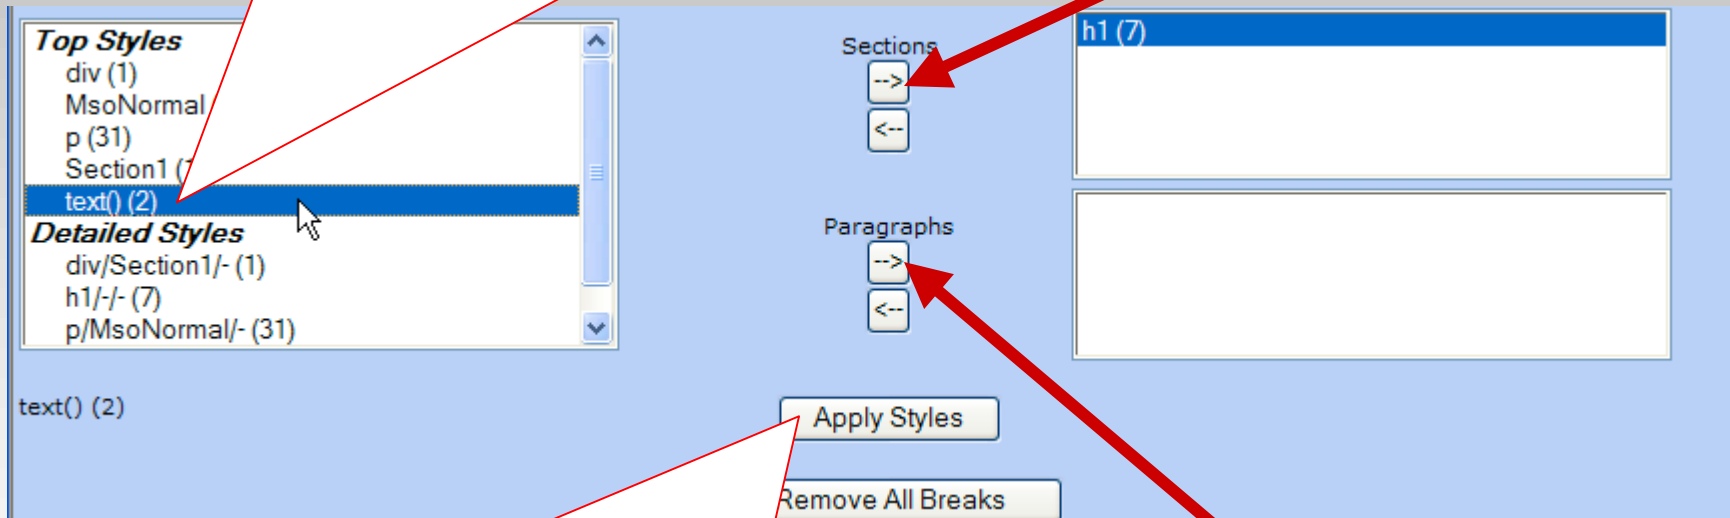 Top Styles
div (1)
MsoNormal
p (31)
Section1 (
text() (2)
Detailed Styles
div/Section1/- (1)
h1/-/- (7)
p/MsoNormal/- (31)
text() (2)
Sections
-->
<--
Paragraphs
-->
<--
Apply Styles
Remove All Breaks
h1 (7)